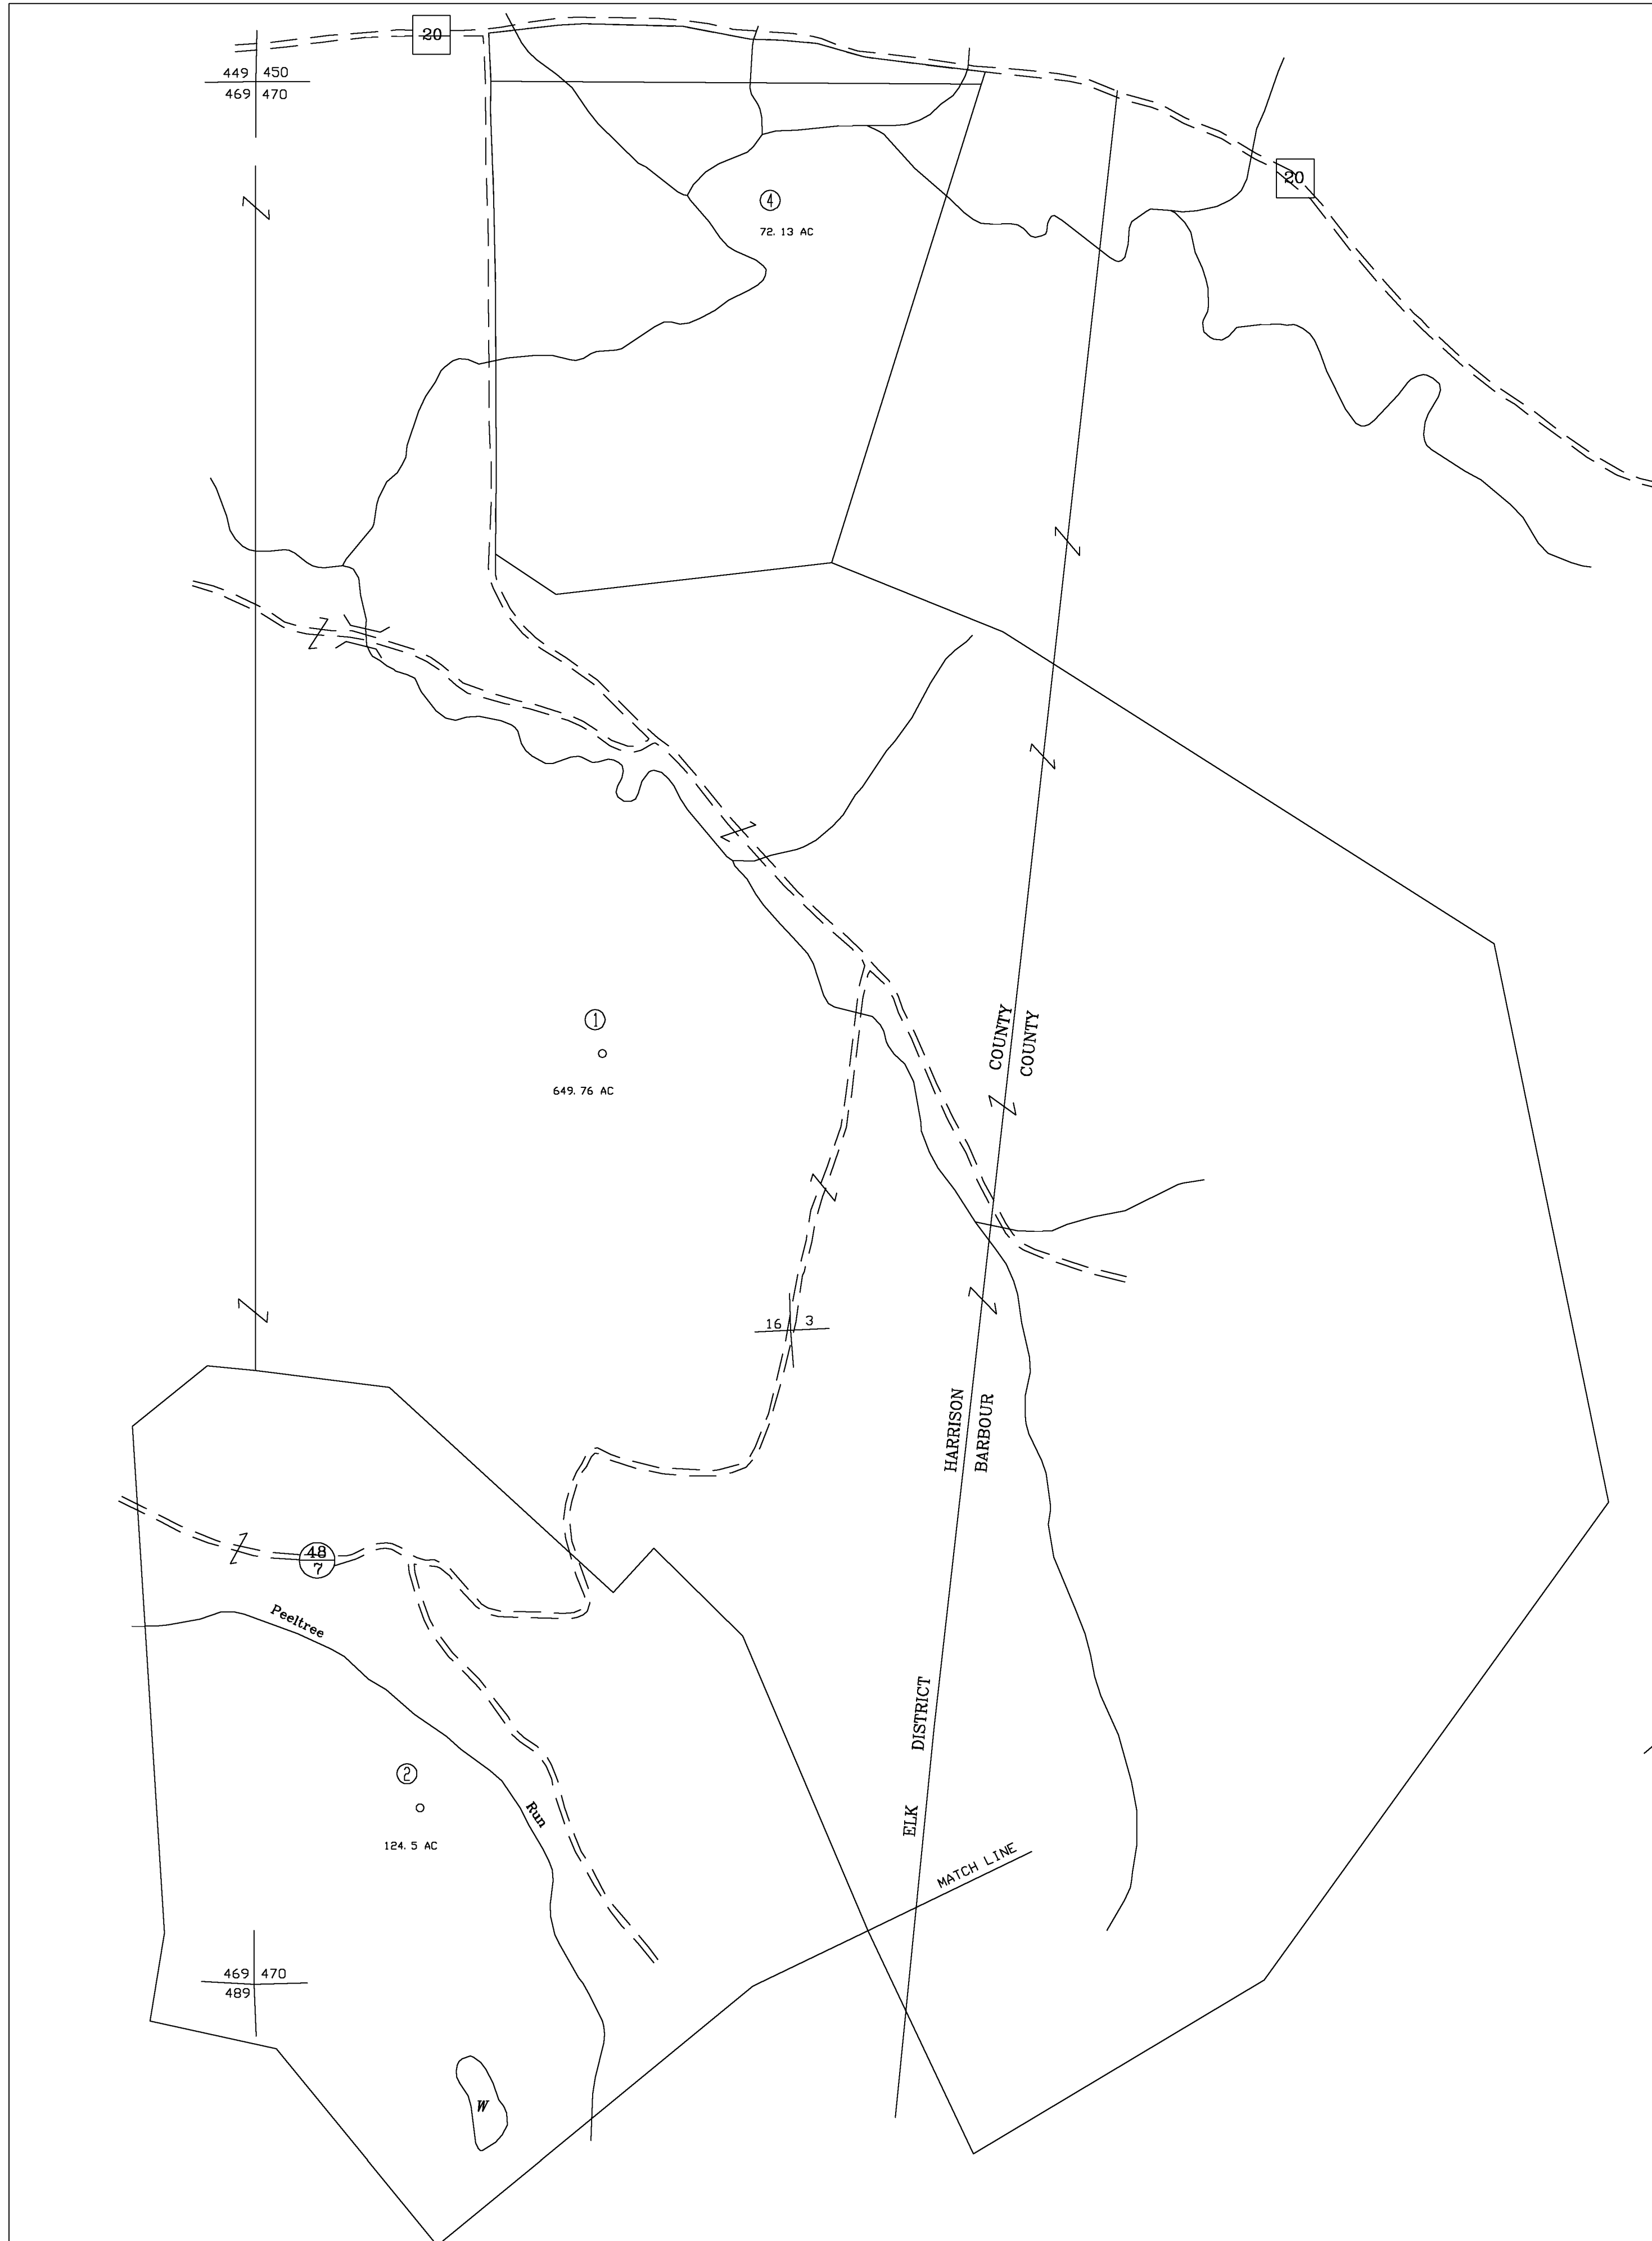 20
449 450
469 470
20
4
72.13 AC
1
649.76 AC
COUNTY
COUNTY
16 3
HARRISON
BARBOUR
48
7
Peeltree
Run
ELK DISTRICT
2
124.5 AC
MATCH LINE
469 470
489
W